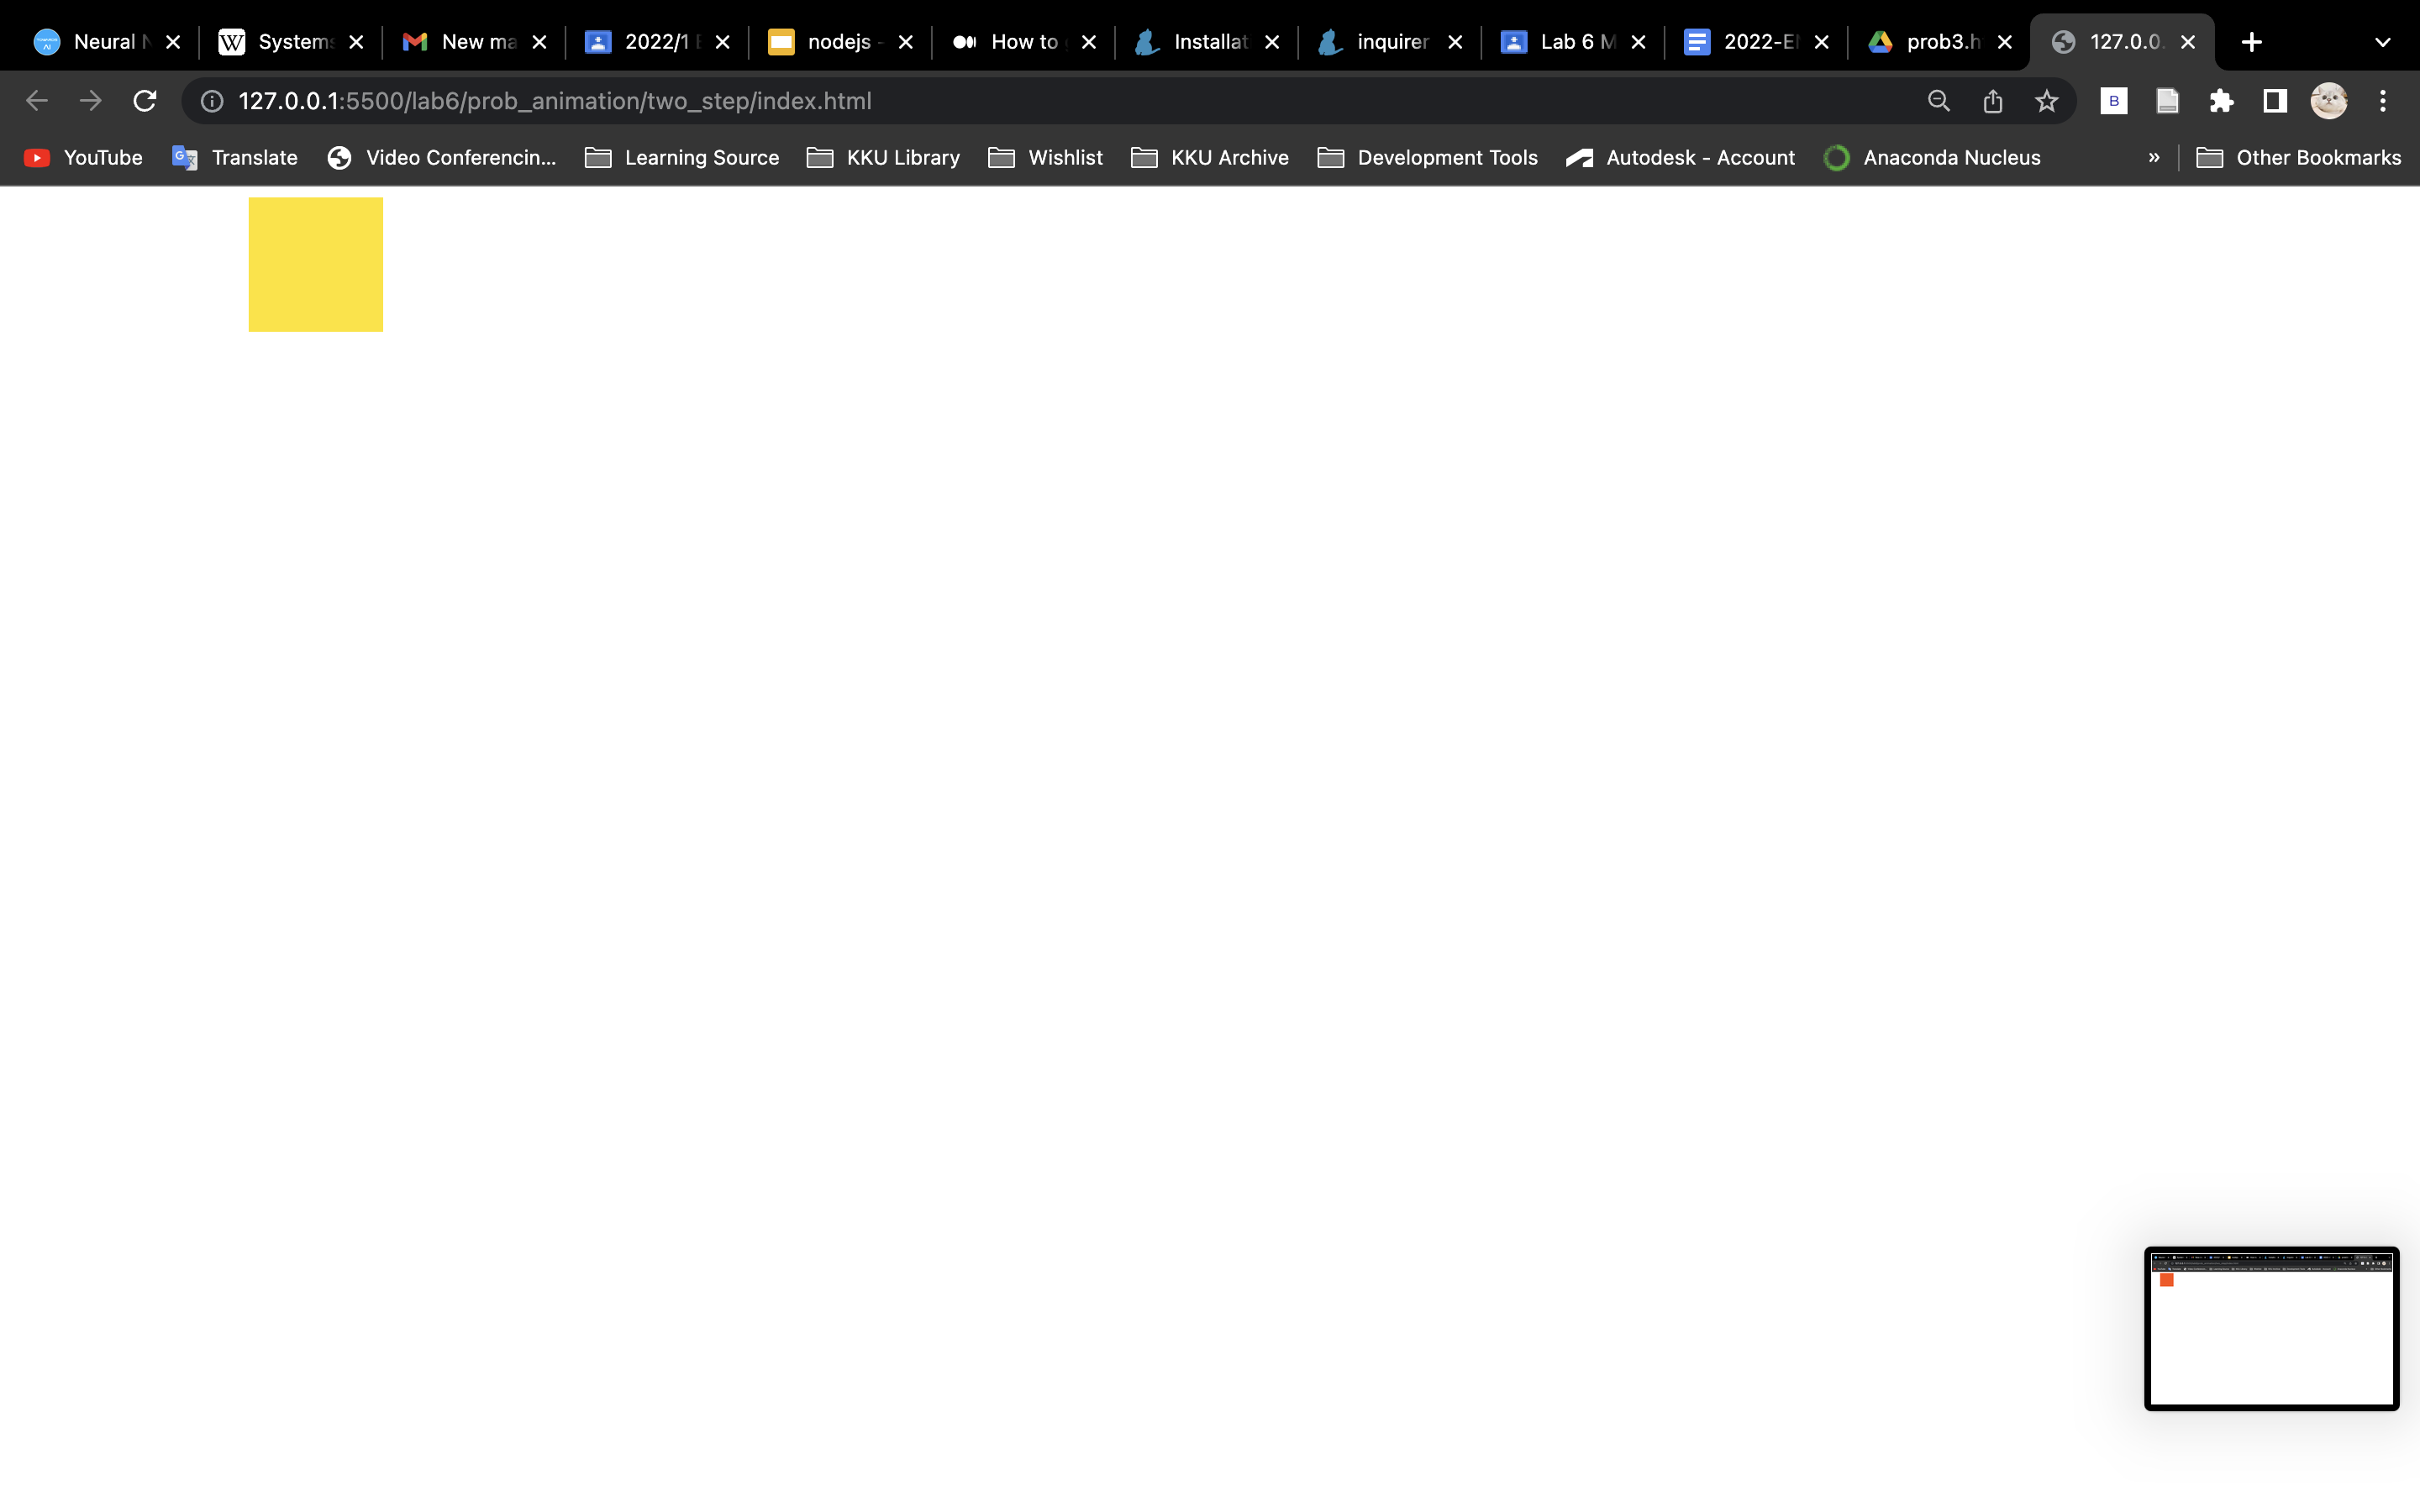 Neural N Systems New ma 2022/1 E nodejs - How to Installat inquirer Lab 6 M 2022-E prob3.h 127.0.0.
127.0.0.1:5500/lab6/prob_animation/two_step/index.html B
YouTube Translate Video Conferencin... Learning Source KKU Library Wishlist KKU Archive Development Tools Autodesk - Account Anaconda Nucleus » Other Bookmarks